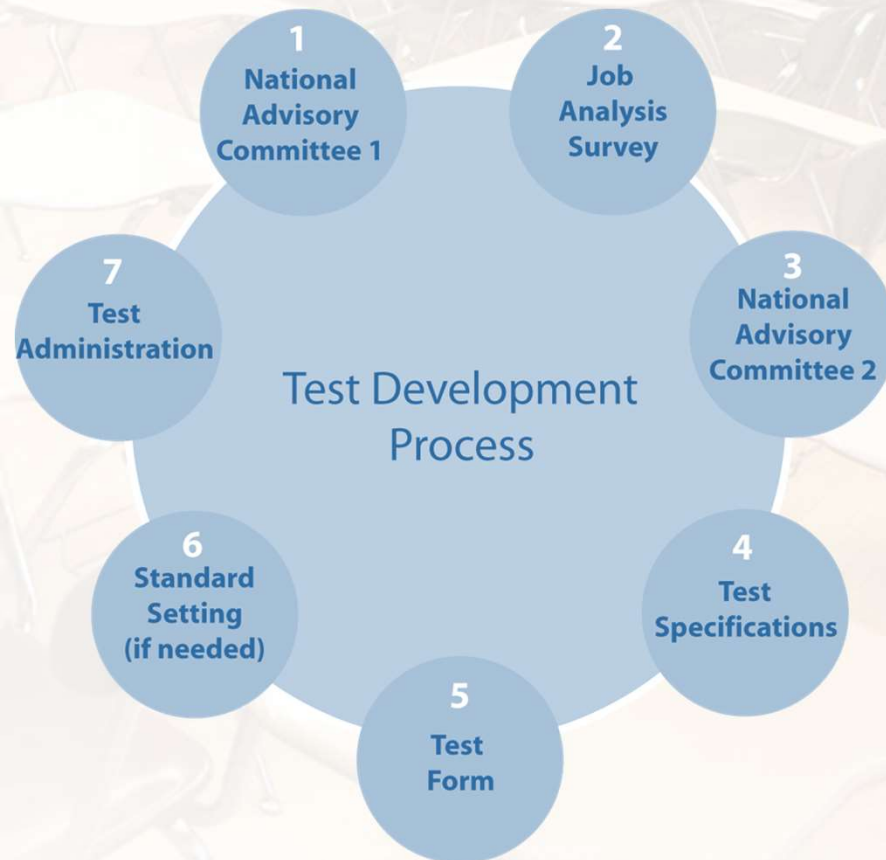 1
National
Advisory
Committee 1
2
Job
Analysis
Survey
3
National
Advisory
Committee 2
4
Test
Specifications
5
Test
Form
6
Standard
Setting
(if needed)
7
Test
Administration
Test Development
Process